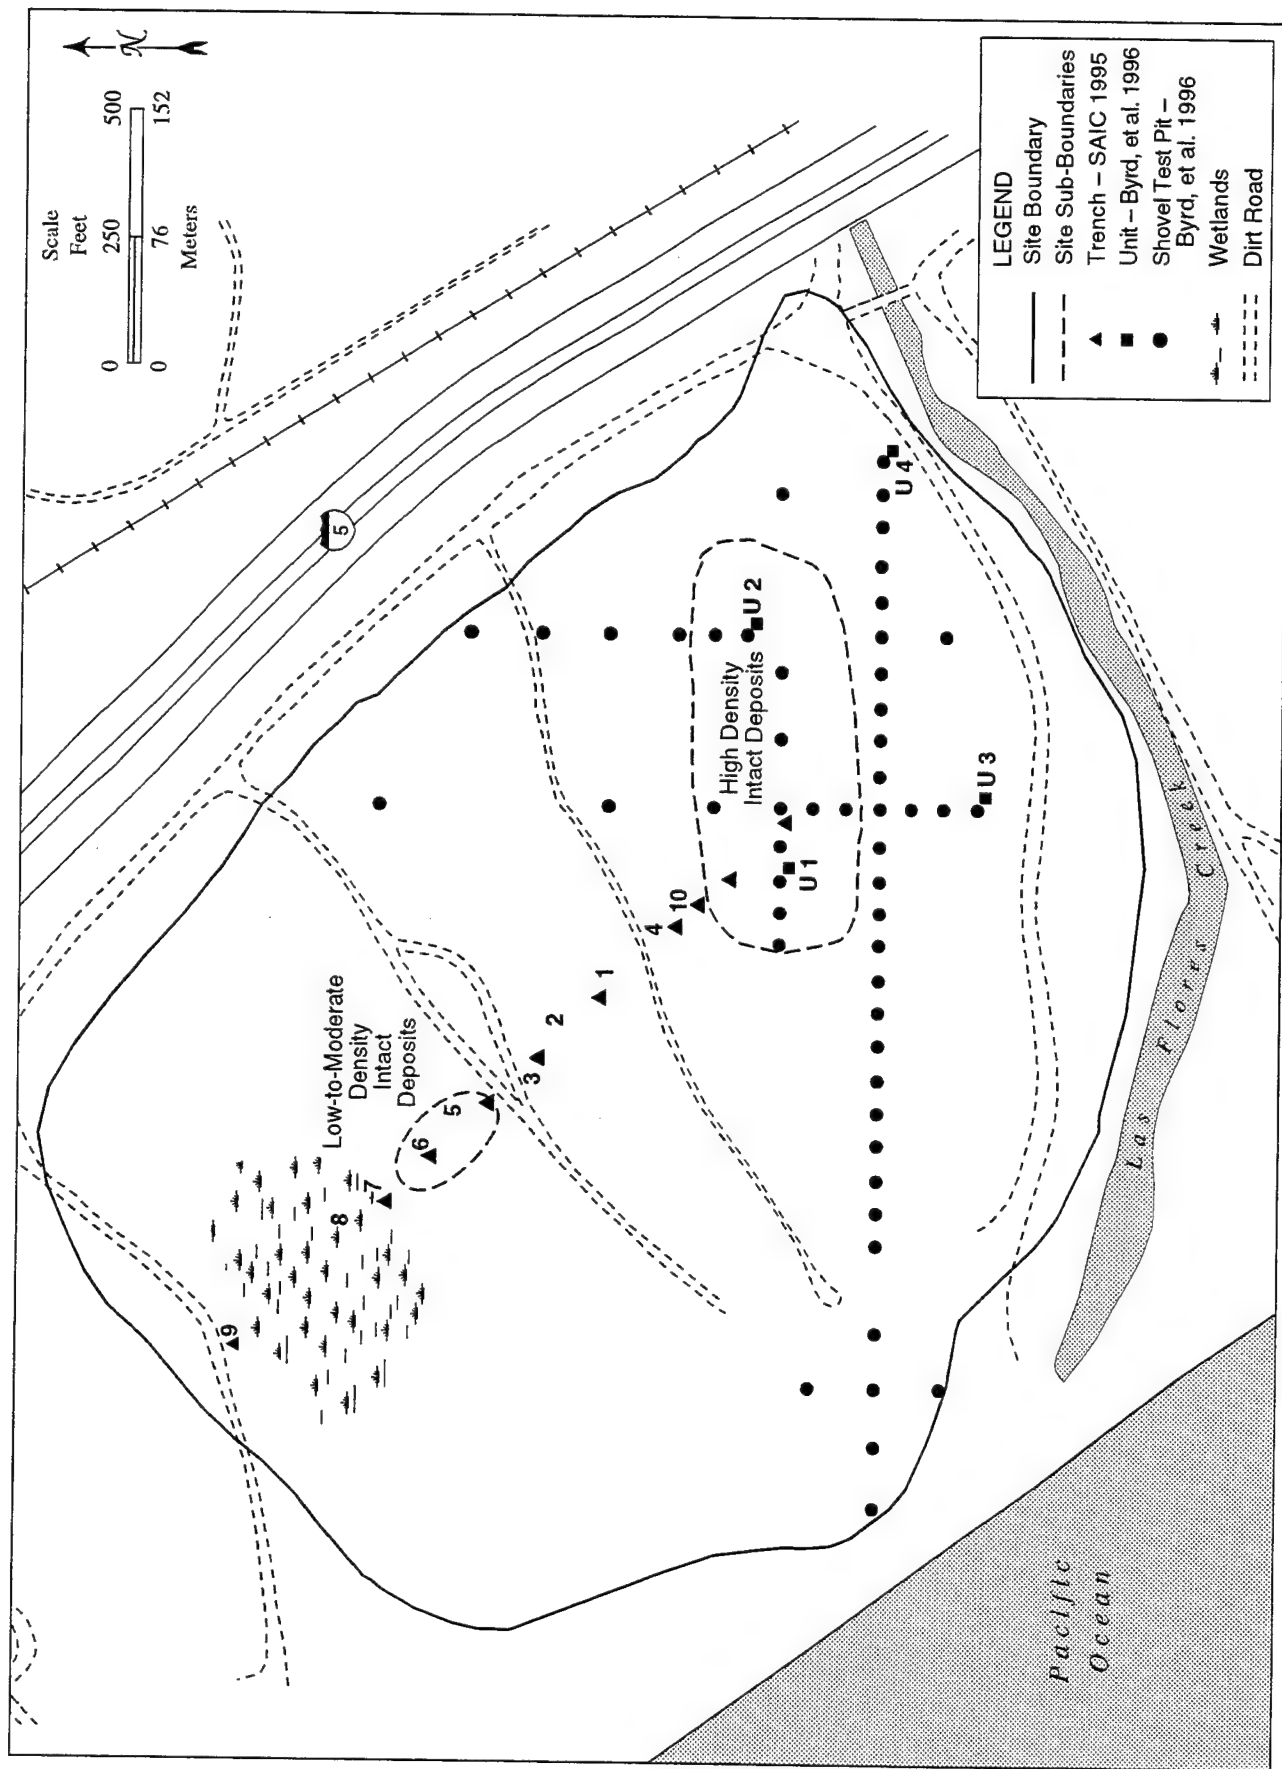 Scale
Feet
0 250 500
0 76 152
Meters
N
5
Low-to-Moderate
Density
Intact
Deposits
9
8
7
6
5
3
2
1
4
10
High Density
Intact Deposits
U 1
U 2
U 3
U 4
Las Flores Creek
Pacific
Ocean
LEGEND
Site Boundary
Site Sub-Boundaries
Trench – SAIC 1995
Unit – Byrd, et al. 1996
Shovel Test Pit –
Byrd, et al. 1996
Wetlands
Dirt Road